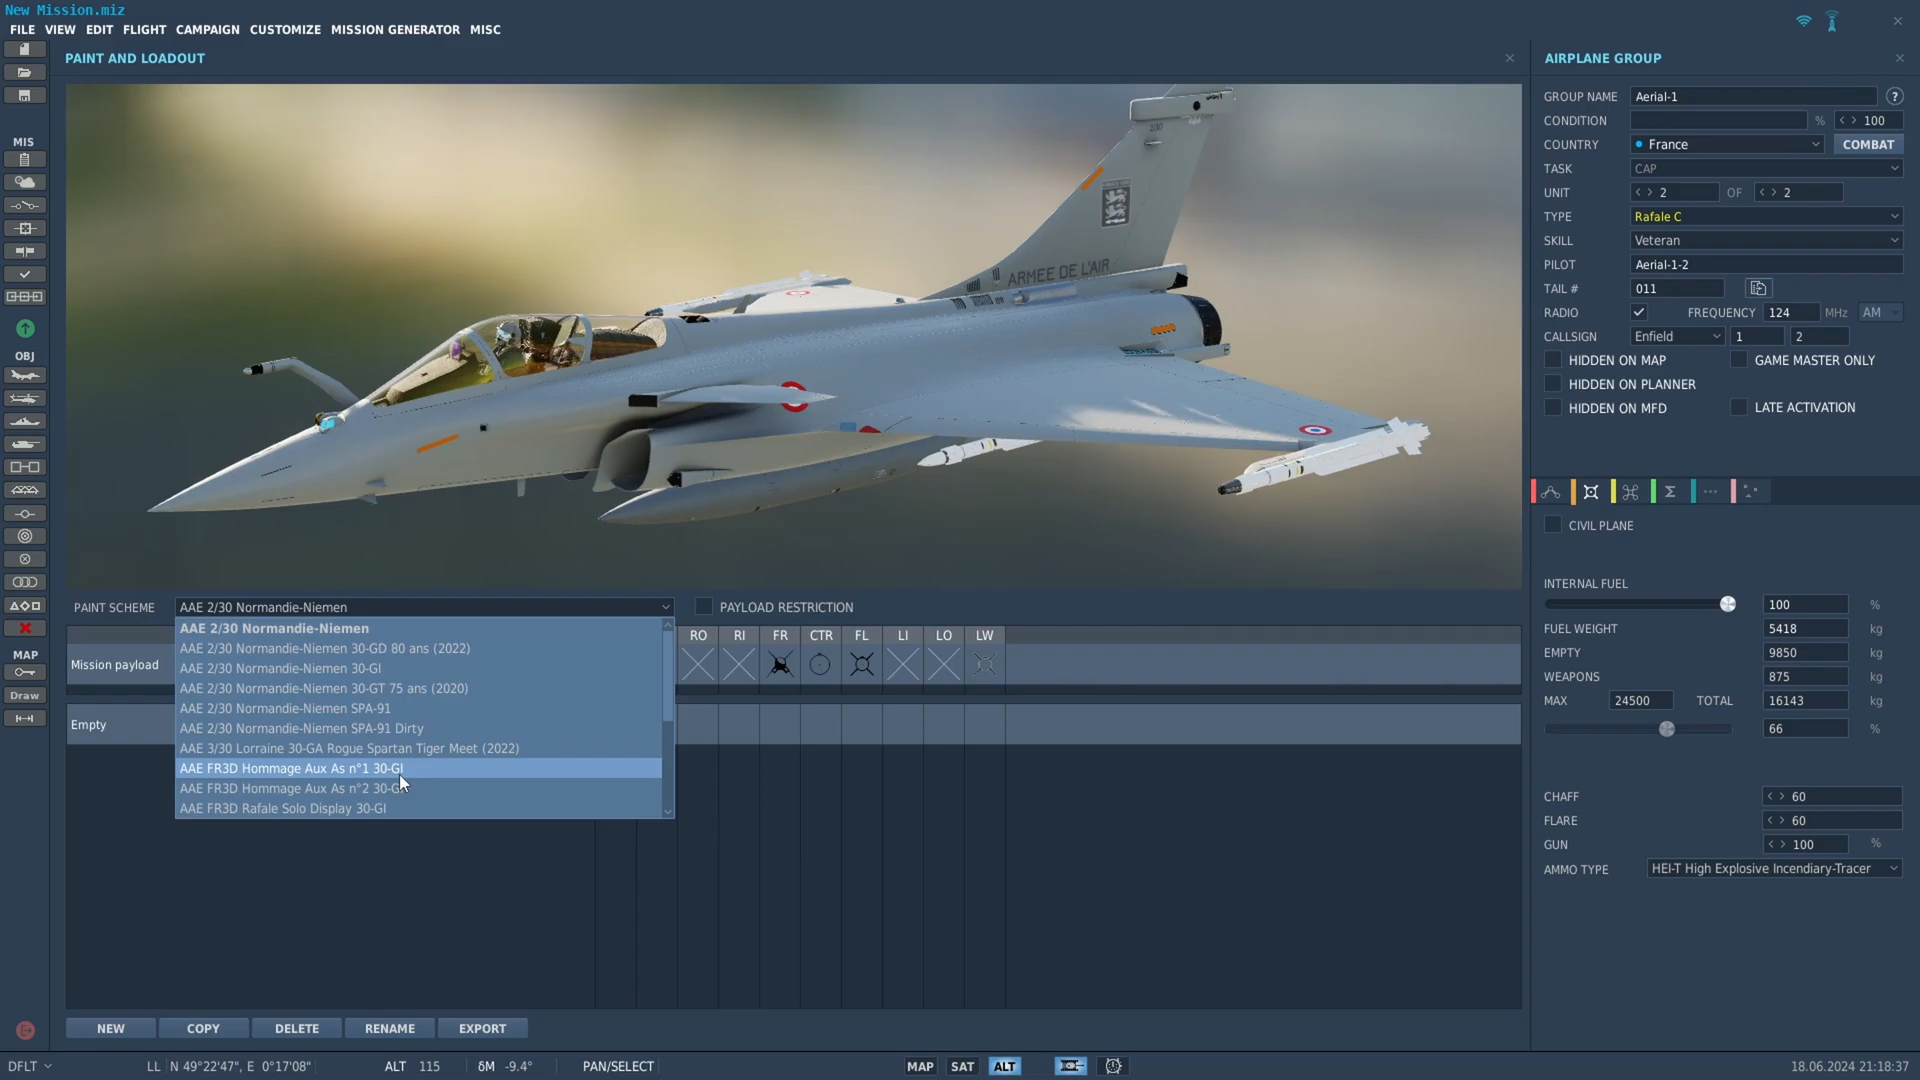 New Mission.miz
FILE VIEW EDIT FLIGHT CAMPAIGN CUSTOMIZE MISSION GENERATOR MISC
PAINT AND LOADOUT
ARMEE DE L'AIR
PAINT SCHEME AAE 2/30 Normandie-Niemen PAYLOAD RESTRICTION
AAE 2/30 Normandie-Niemen
AAE 2/30 Normandie-Niemen 30-GD 80 ans (2022)
AAE 2/30 Normandie-Niemen 30-GI
AAE 2/30 Normandie-Niemen 30-GT 75 ans (2020)
AAE 2/30 Normandie-Niemen SPA-91
AAE 2/30 Normandie-Niemen SPA-91 Dirty
AAE 3/30 Lorraine 30-GA Rogue Spartan Tiger Meet (2022)
AAE FR3D Hommage Aux As n°1 30-GI
AAE FR3D Hommage Aux As n°2 30-GI
AAE FR3D Rafale Solo Display 30-GI
RO RI FR CTR FL LI LO LW
Mission payload
Empty
NEW COPY DELETE RENAME EXPORT
MIS
OBJ
MAP
Draw
AIRPLANE GROUP
GROUP NAME Aerial-1 ?
CONDITION % < > 100
COUNTRY France COMBAT
TASK CAP
UNIT < > 2 OF < > 2
TYPE Rafale C
SKILL Veteran
PILOT Aerial-1-2
TAIL # 011
RADIO FREQUENCY 124 MHz AM
CALLSIGN Enfield 1 2
HIDDEN ON MAP GAME MASTER ONLY
HIDDEN ON PLANNER
HIDDEN ON MFD LATE ACTIVATION
CIVIL PLANE
INTERNAL FUEL 100 %
FUEL WEIGHT 5418 kg
EMPTY 9850 kg
WEAPONS 875 kg
MAX 24500 TOTAL 16143 kg
66 %
CHAFF < > 60
FLARE < > 60
GUN < > 100 %
AMMO TYPE HEI-T High Explosive Incendiary-Tracer
DFLT LL N 49°22'47", E 0°17'08" ALT 115 δM -9.4° PAN/SELECT MAP SAT ALT 18.06.2024 21:18:37